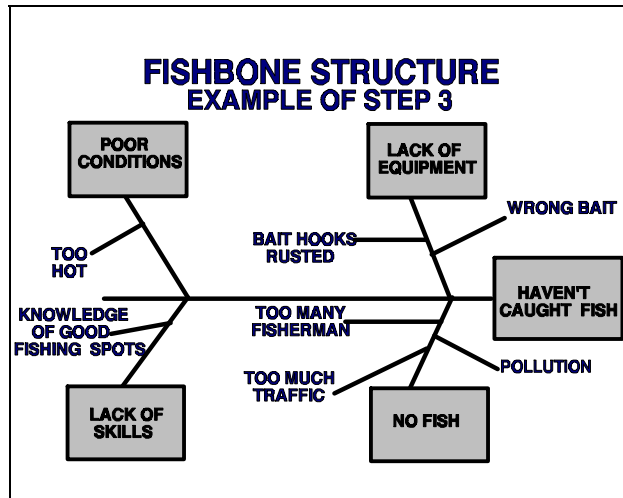 FISHBONE STRUCTURE
EXAMPLE OF STEP 3
POOR
CONDITIONS
LACK OF
EQUIPMENT
WRONG BAIT
BAIT HOOKS
RUSTED
TOO
HOT
HAVEN'T
CAUGHT FISH
KNOWLEDGE
OF GOOD
FISHING SPOTS
TOO MANY
FISHERMAN
POLLUTION
TOO MUCH
TRAFFIC
LACK OF
SKILLS
NO FISH